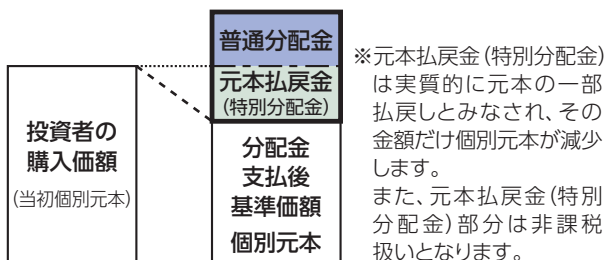 普通分配金
元本払戻金
(特別分配金)
投資者の
購入価額
(当初個別元本)
分配金
支払後
基準価額
個別元本
※元本払戻金(特別分配金)
は実質的に元本の一部
払戻しとみなされ、その
金額だけ個別元本が減少
します。
また、元本払戻金(特別
分配金)部分は非課税
扱いとなります。